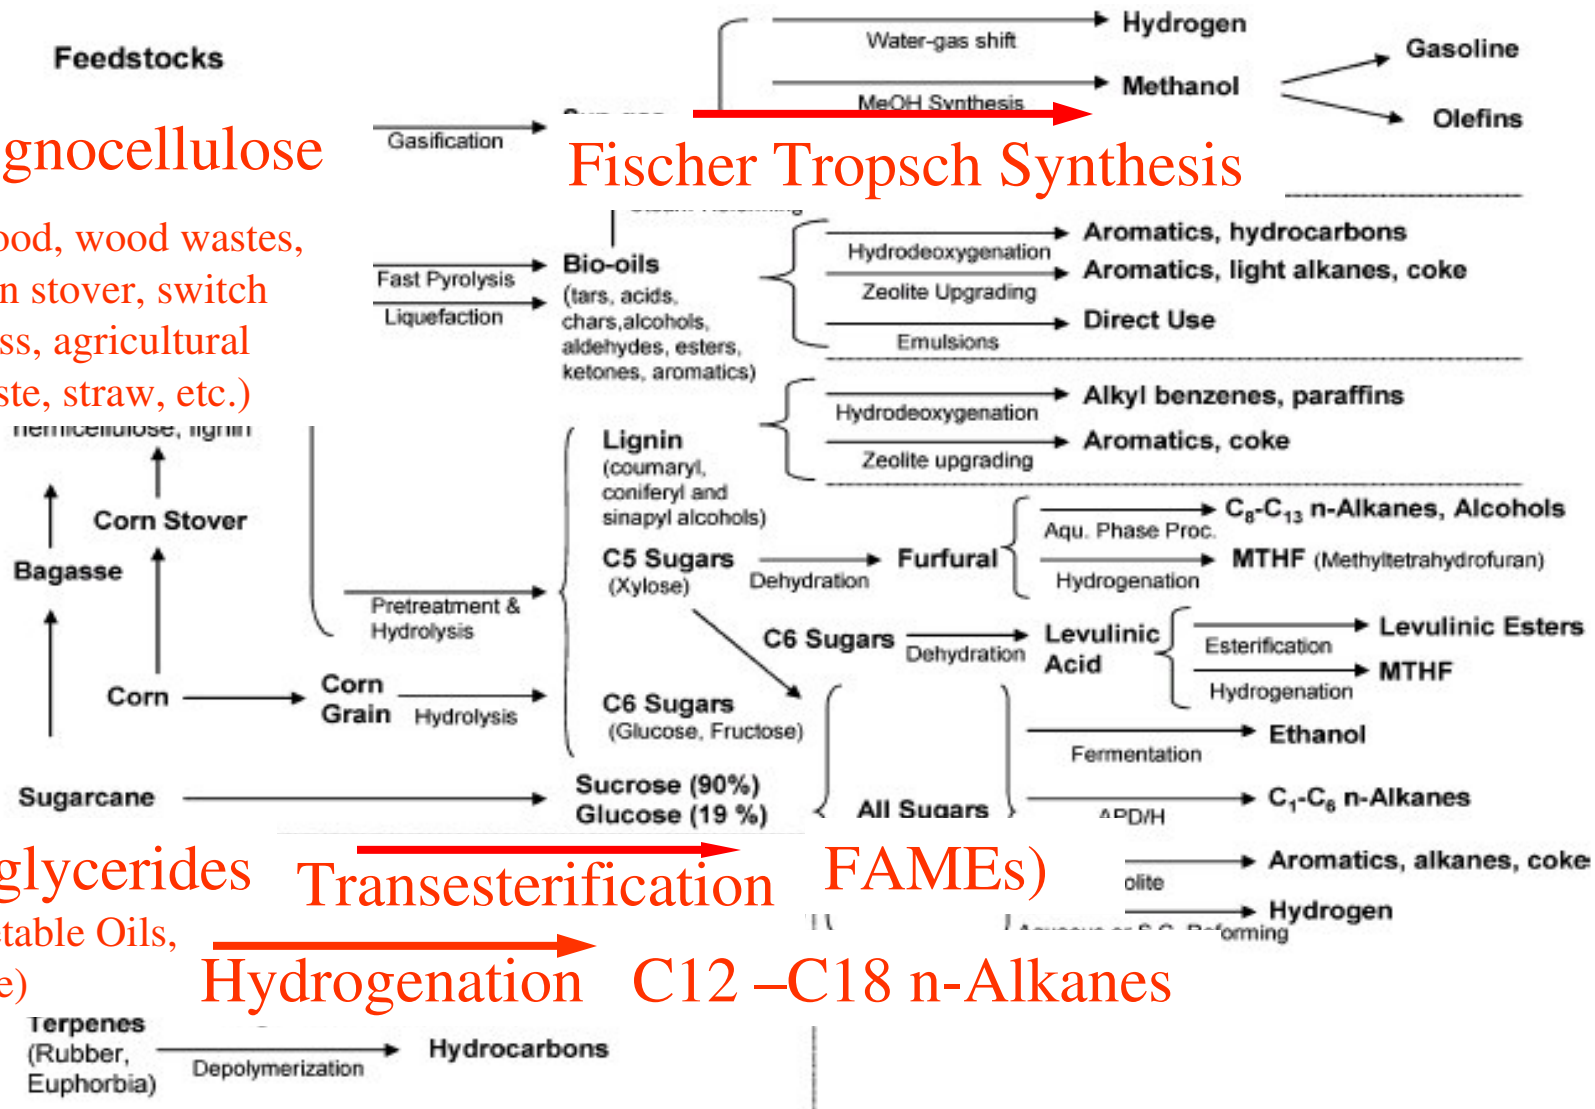 Feedstocks
Water-gas shift
Hydrogen
Gasoline
MeOH Synthesis
Methanol
Olefins
Gasification
gnocellulose
Fischer Tropsch Synthesis
ood, wood wastes,
n stover, switch
ss, agricultural
ste, straw, etc.)
hemicellulose, lignin
Fast Pyrolysis
Liquefaction
Bio-oils
(tars, acids,
chars,alcohols,
aldehydes, esters,
ketones, aromatics)
Hydrodeoxygenation
Aromatics, hydrocarbons
Zeolite Upgrading
Aromatics, light alkanes, coke
Emulsions
Direct Use
Hydrodeoxygenation
Alkyl benzenes, paraffins
Zeolite upgrading
Aromatics, coke
Lignin
(coumaryl,
coniferyl and
sinapyl alcohols)
Corn Stover
Bagasse
C5 Sugars
(Xylose)
Dehydration
Furfural
Aqu. Phase Proc.
C₈-C₁₃ n-Alkanes, Alcohols
Hydrogenation
MTHF (Methyltetrahydrofuran)
Pretreatment &
Hydrolysis
C6 Sugars
Dehydration
Levulinic
Acid
Esterification
Levulinic Esters
Hydrogenation
MTHF
Corn
Corn
Grain
Hydrolysis
C6 Sugars
(Glucose, Fructose)
Fermentation
Ethanol
Sugarcane
Sucrose (90%)
Glucose (19 %)
All Sugars
APD/H
C₁-C₆ n-Alkanes
glycerides
Transesterification
FAMEs)
olite
Aromatics, alkanes, coke
etable Oils,
e)
Hydrogen
Hydrogenation
C12 –C18 n-Alkanes
Terpenes
(Rubber,
Euphorbia)
Depolymerization
Hydrocarbons